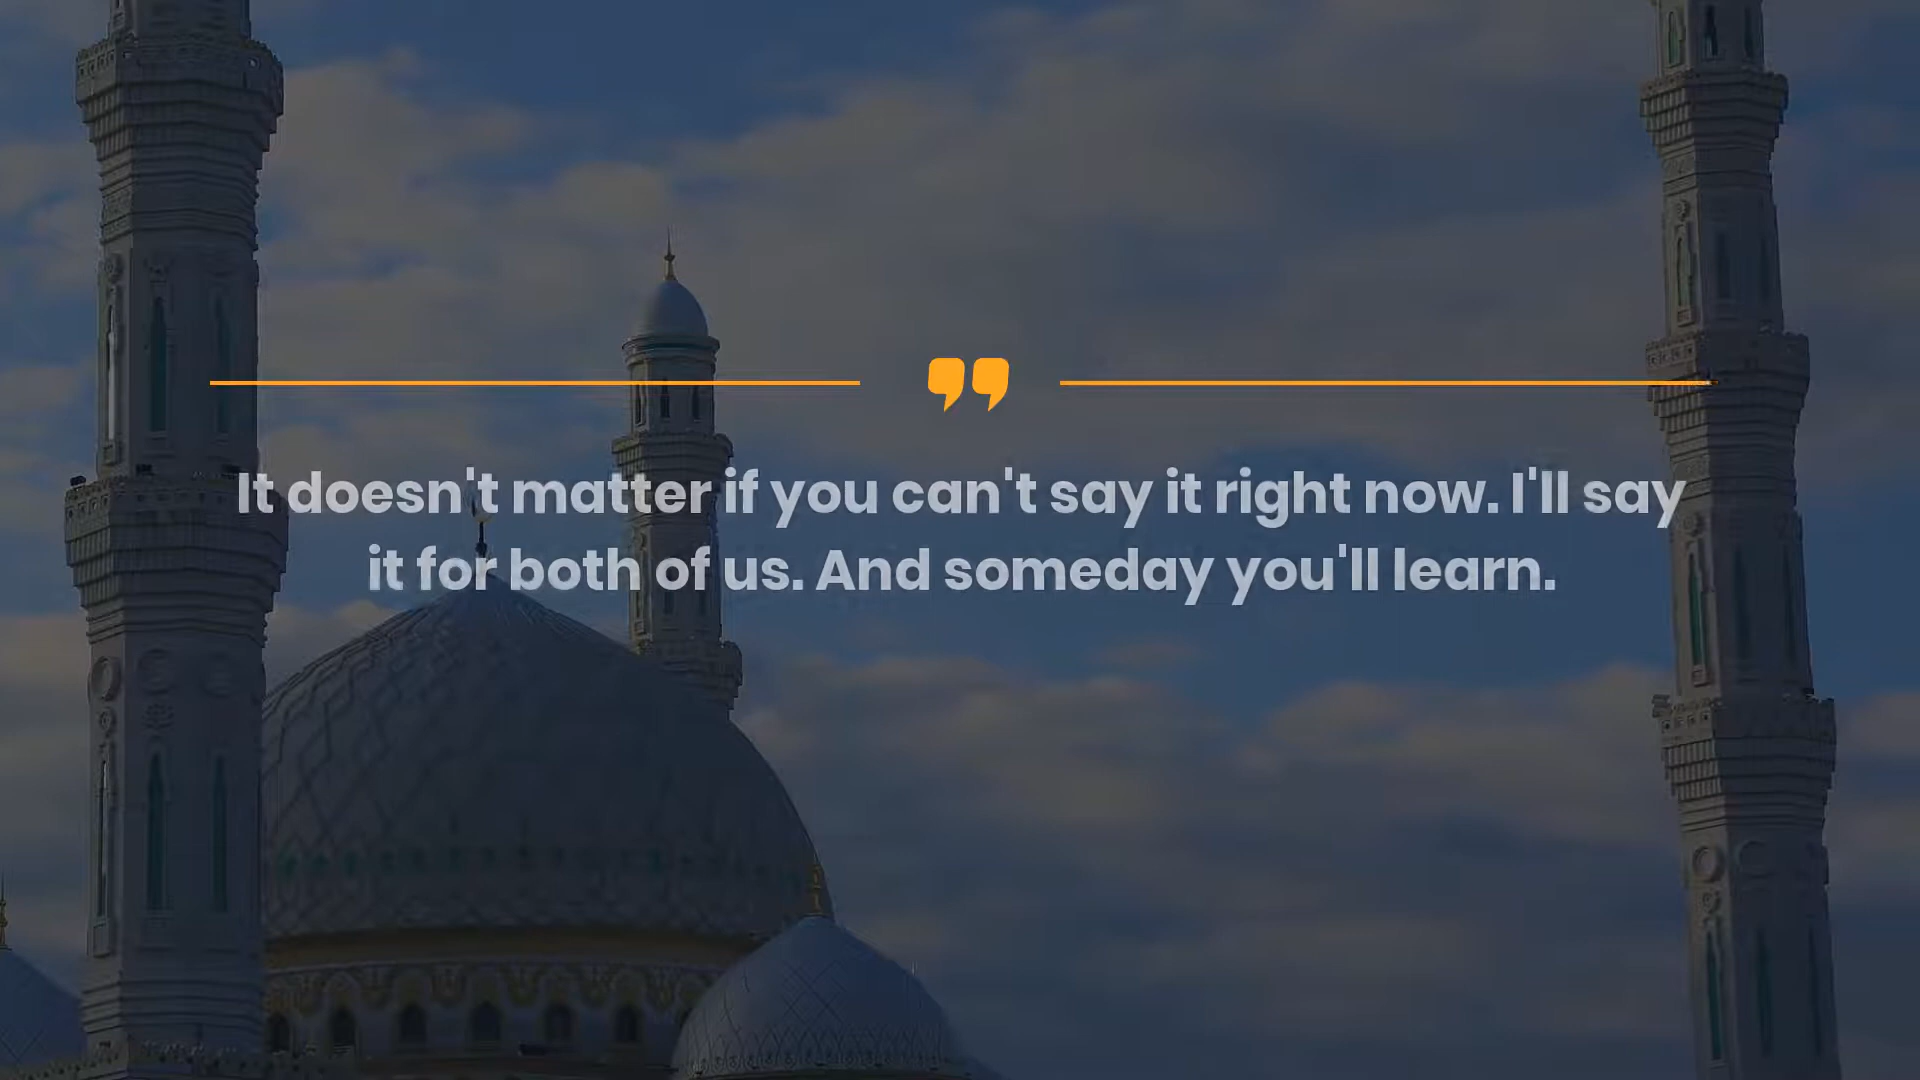 It doesn't matter if you can't say it right now. I'll say
it for both of us. And someday you'll learn.